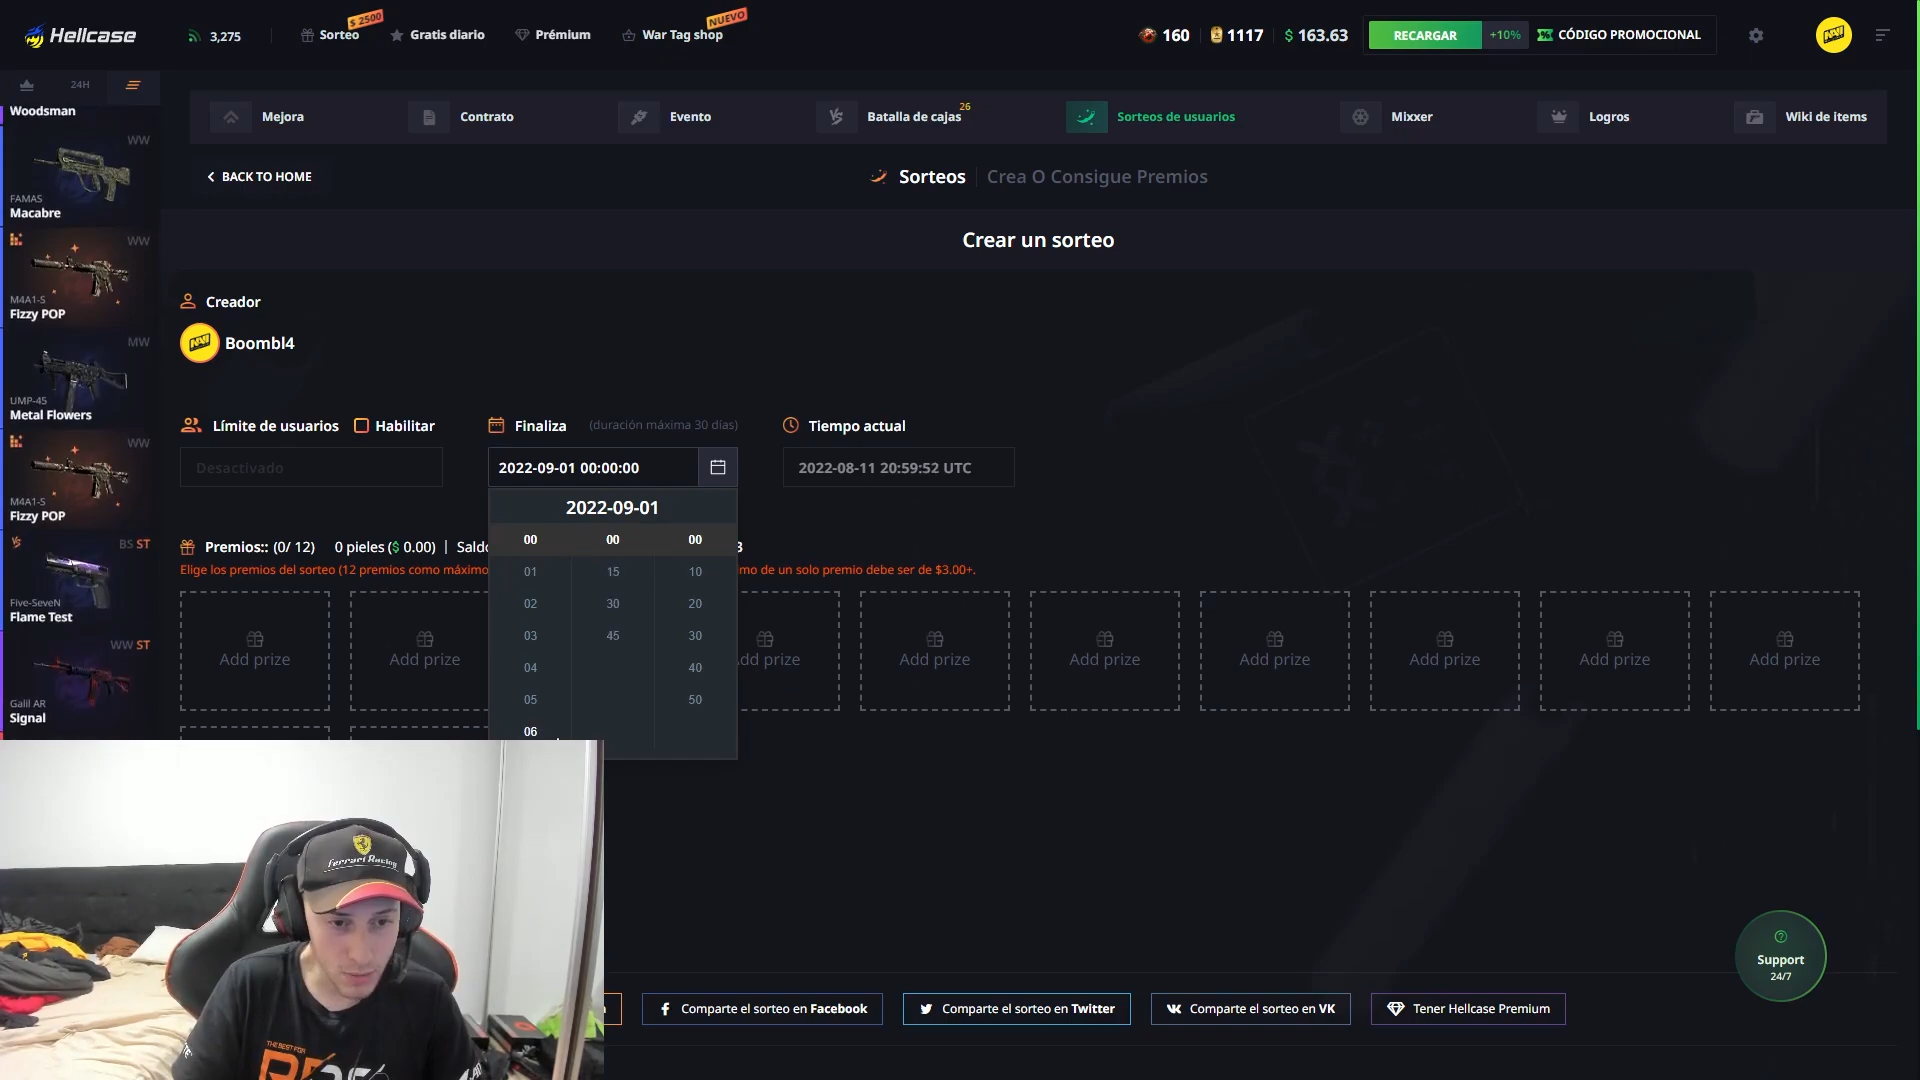 Hellcase
3,275
Sorteo
$ 2500
Gratis diario
Prémium
War Tag shop
NUEVO
160
1117
$ 163.63
RECARGAR
+10%
CÓDIGO PROMOCIONAL
24H
Mejora
Contrato
Evento
Batalla de cajas
26
Sorteos de usuarios
Mixxer
Logros
Wiki de items
BACK TO HOME
Sorteos
Crea O Consigue Premios
Woodsman
WW
FAMAS
Macabre
WW
M4A1-S
Fizzy POP
MW
UMP-45
Metal Flowers
WW
M4A1-S
Fizzy POP
BS ST
Five-SeveN
Flame Test
WW ST
Galil AR
Signal
Crear un sorteo
Creador
Boombl4
Límite de usuarios
Habilitar
Finaliza
(duración máxima 30 días)
Tiempo actual
Desactivado
2022-09-01 00:00:00
2022-08-11 20:59:52 UTC
2022-09-01
00 00 00
01 15 10
02 30 20
03 45 30
04 40
05 50
06
Premios:: (0/ 12) 0 pieles ($ 0.00) | Saldo
3
Elige los premios del sorteo (12 premios como máximo
mo de un solo premio debe ser de $3.00+.
Add prize
Add prize
Add prize
Add prize
Add prize
Add prize
Add prize
Add prize
Add prize
Ferrari Racing
THE BEST FOR
Support
24/7
Comparte el sorteo en Facebook
Comparte el sorteo en Twitter
Comparte el sorteo en VK
Tener Hellcase Premium